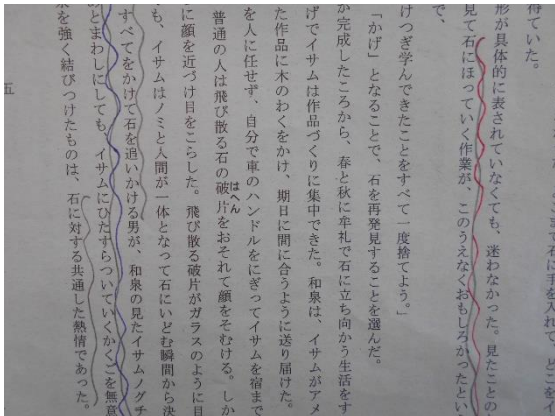 得ていた。
こまで石に手を入れて、どこをイ
形が具体的に表されていなくても、迷わなかった。見たことの
見て石にほっていく作業が、このうえなくおもしろかったとい
で、
けつぎ学んできたことをすべて一度捨てよう。」
「かげ」となることで、石を再発見することを選んだ。
が完成したころから、春と秋に牟礼で石に立ち向かう生活をす
げでイサムは作品づくりに集中できた。和泉は、イサムがアメ
た作品に木のわくをかけ、期日に間に合うように送り届けた。
を人に任せず、自分で車のハンドルをにぎってイサムを宿まで
普通の人は飛び散る石の破片をおそれて顔をそむける。しか
はへん
に顔を近づけ目をこらした。飛び散る破片がガラスのように目
も、イサムはノミと人間が一体となって石にいどむ瞬間から決
すべてをかけて石を追いかける男が、和泉の見たイサムノグチ
とまわしにしても、イサムにひたすらついていくかくごを無意
を強く結びつけたものは、石に対する共通した熱情であった。
五